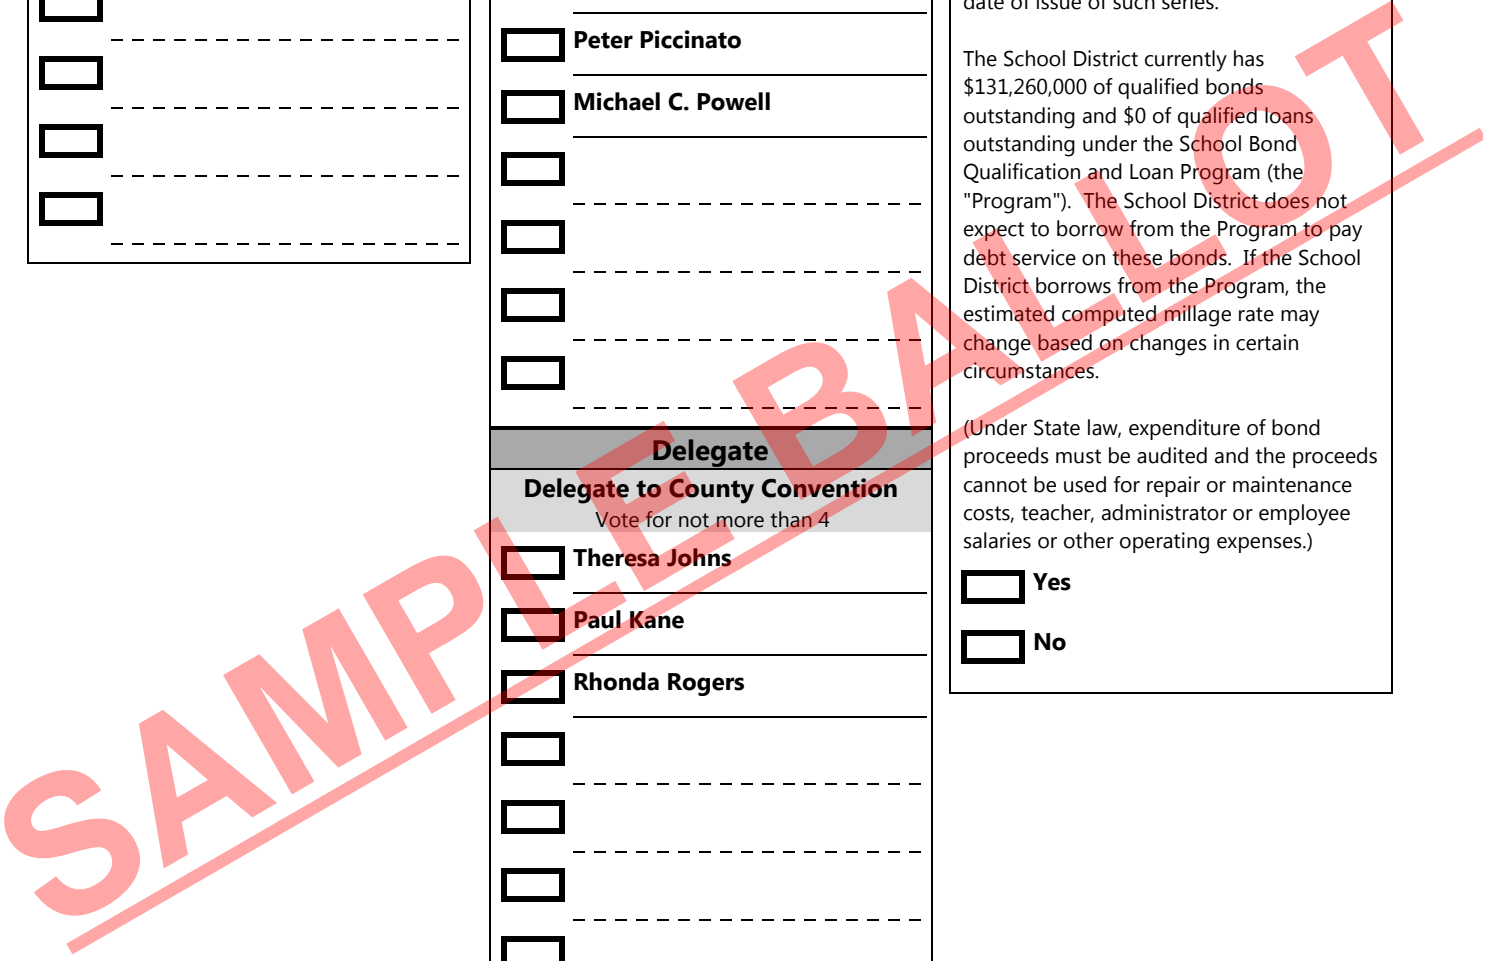 Peter Piccinato
Michael C. Powell
Delegate
Delegate to County Convention
Vote for not more than 4
Theresa Johns
Paul Kane
Rhonda Rogers
date of issue of such series.
The School District currently has
$131,260,000 of qualified bonds
outstanding and $0 of qualified loans
outstanding under the School Bond
Qualification and Loan Program (the
"Program").  The School District does not
expect to borrow from the Program to pay
debt service on these bonds.  If the School
District borrows from the Program, the
estimated computed millage rate may
change based on changes in certain
circumstances.
(Under State law, expenditure of bond
proceeds must be audited and the proceeds
cannot be used for repair or maintenance
costs, teacher, administrator or employee
salaries or other operating expenses.)
Yes
No
SAMPLE BALLOT